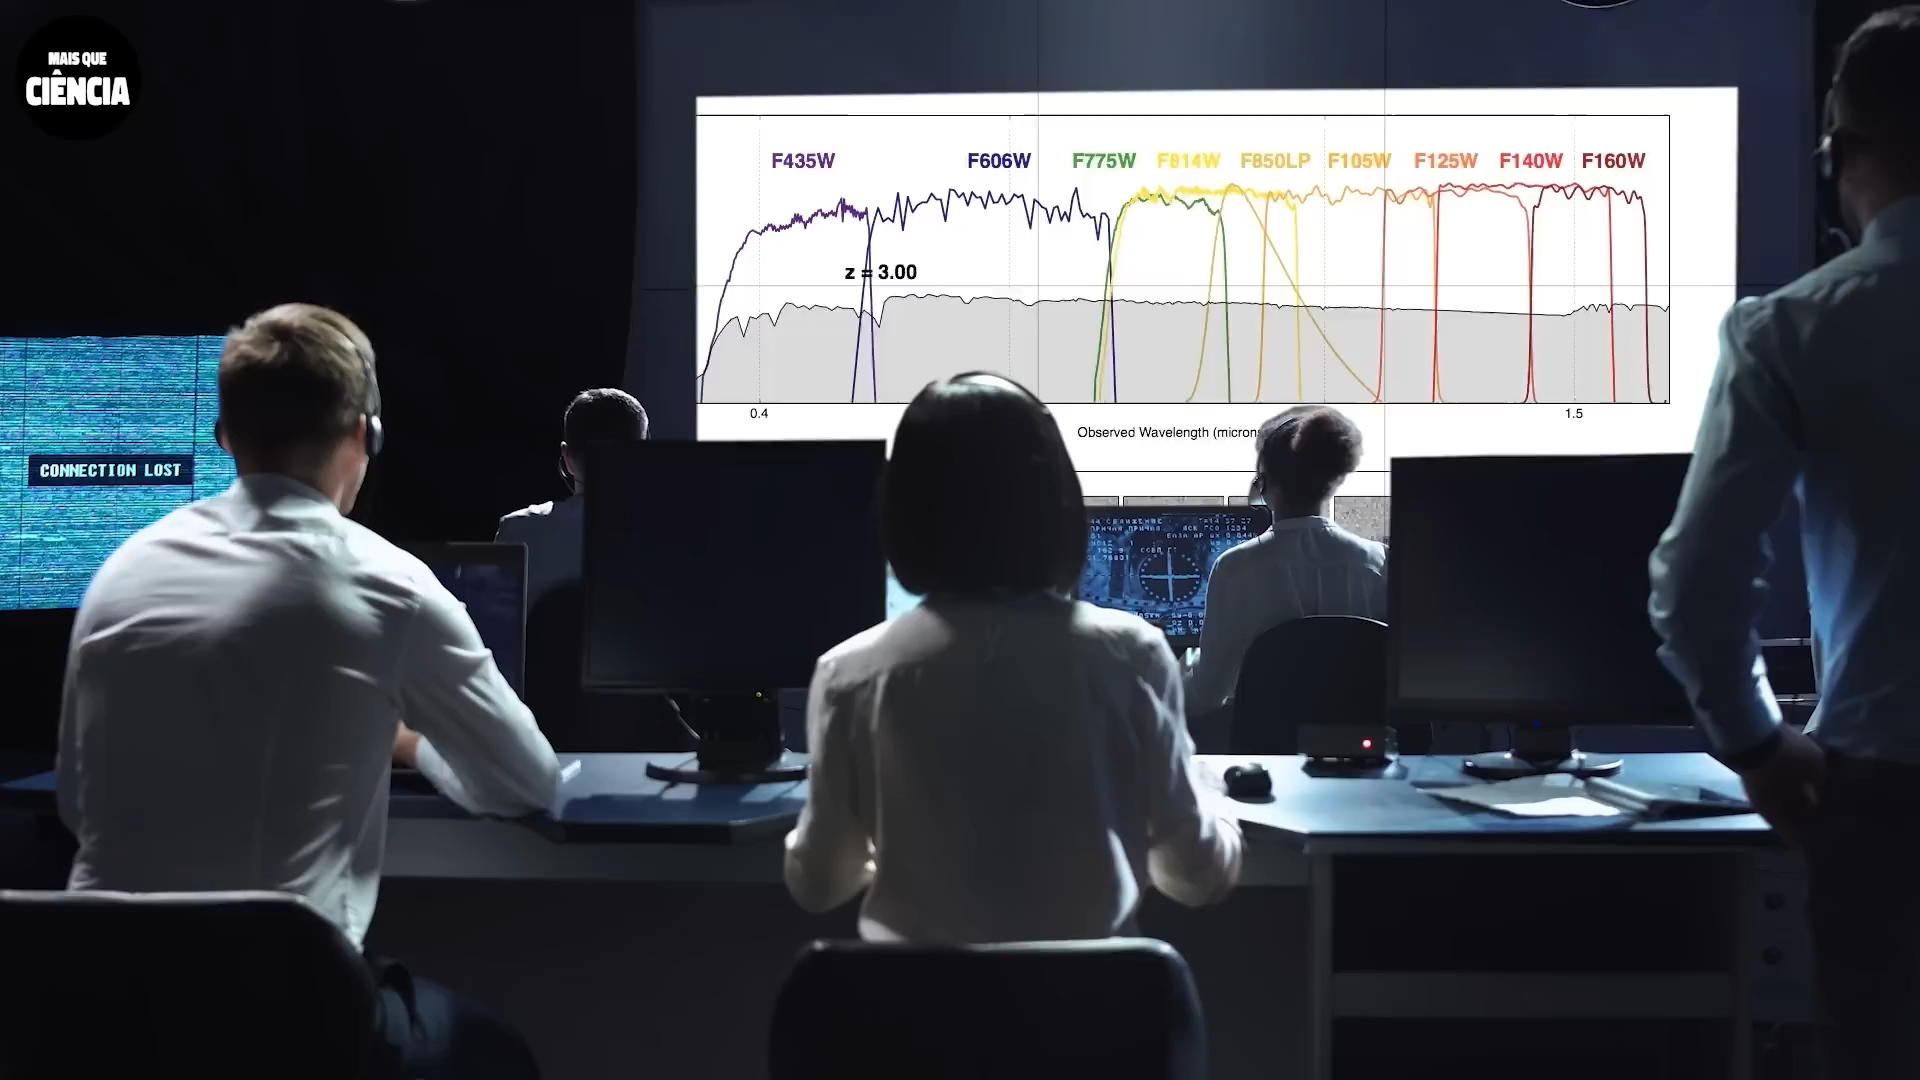 MAIS QUE
CIÊNCIA
F435W F606W F775W F814W F850LP F105W F125W F140W F160W
z = 3.00
0.4 1.5
Observed Wavelength (micron
CONNECTION LOST